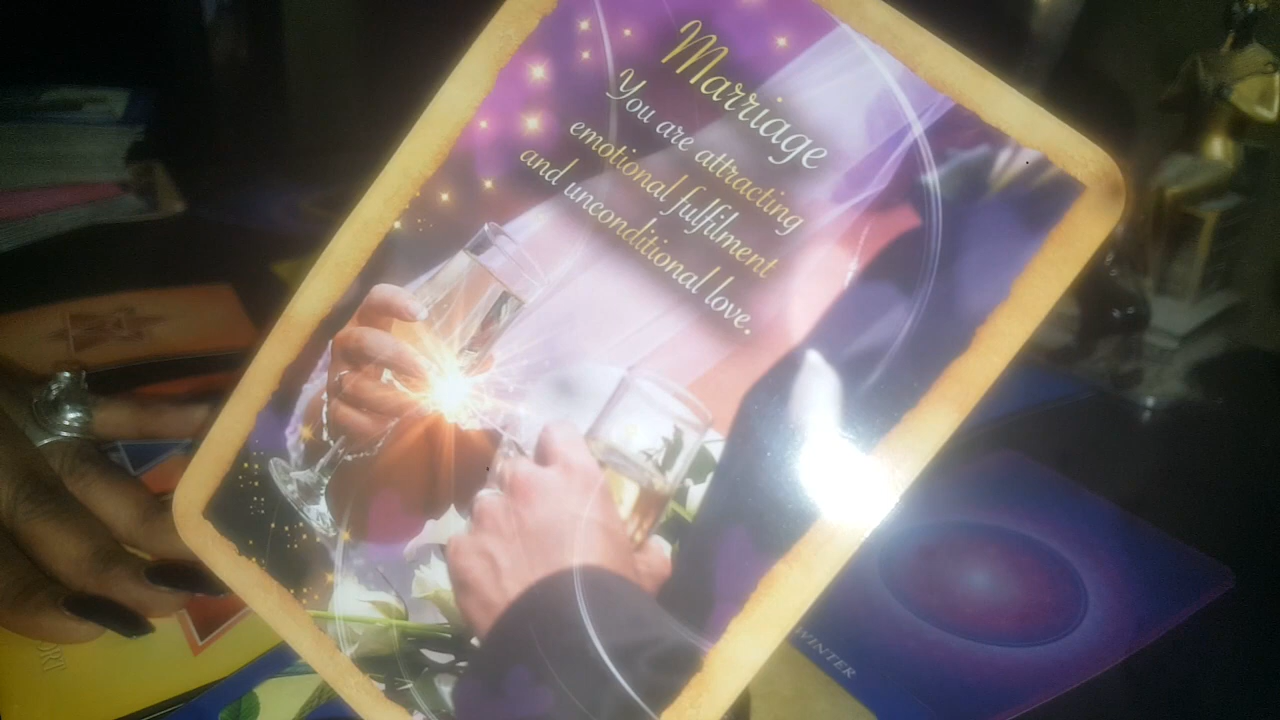 Marriage
You are attracting
emotional fulfilment
and unconditional love.
WINTER